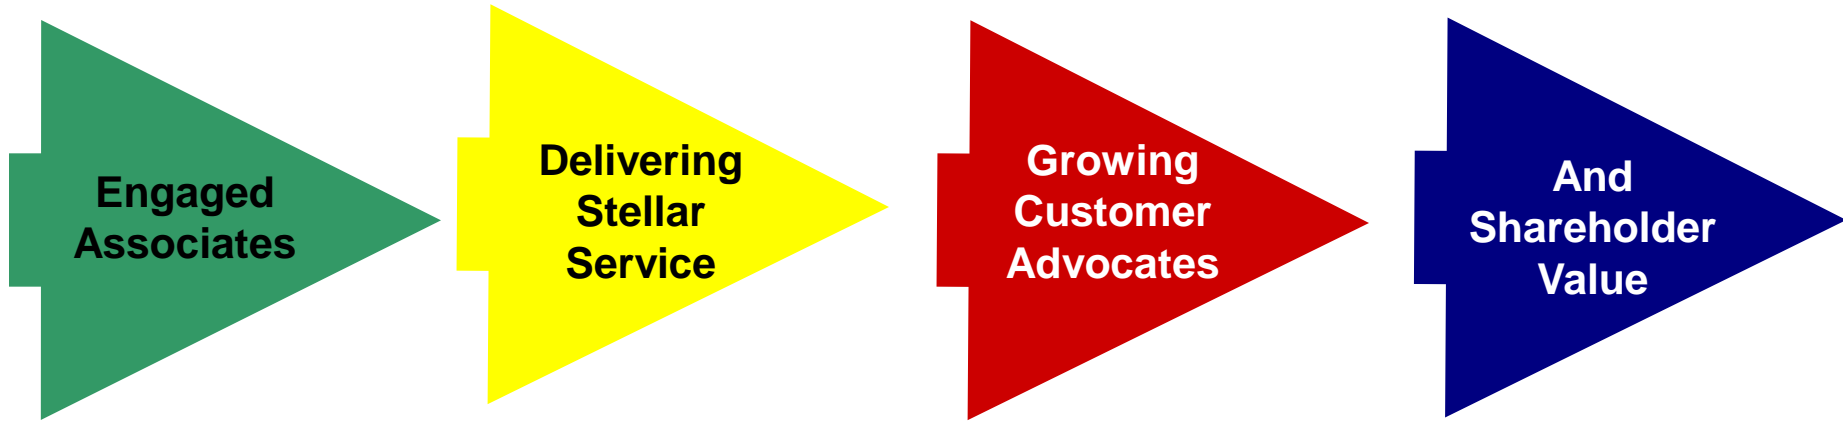 Engaged
Associates
Delivering
Stellar
Service
Growing
Customer
Advocates
And
Shareholder
Value